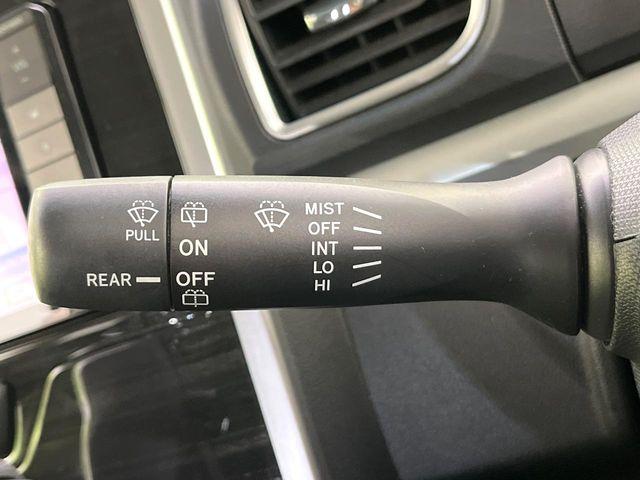 PULL
REAR
ON
OFF
MIST
OFF
INT
LO
HI